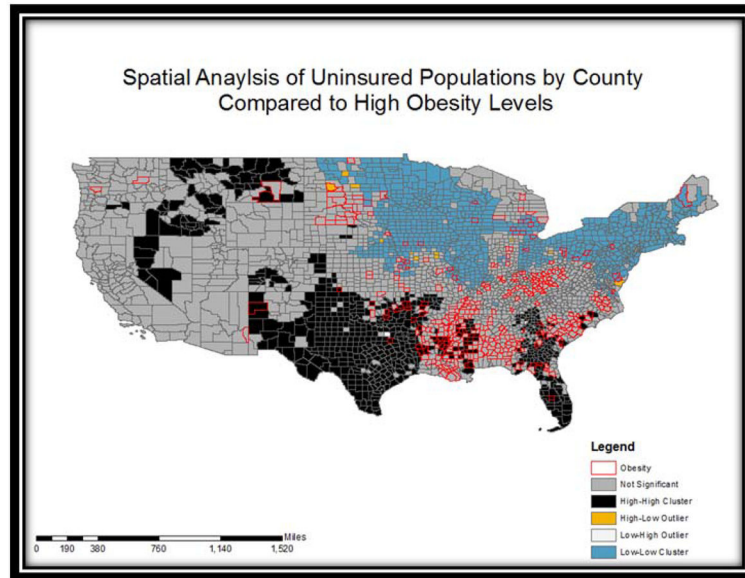 Spatial Anaylsis of Uninsured Populations by County
Compared to High Obesity Levels
Legend
Obesity
Not Significant
High-High Cluster
High-Low Outlier
Low-High Outlier
Low-Low Cluster
Miles
0 190 380 760 1,140 1,520